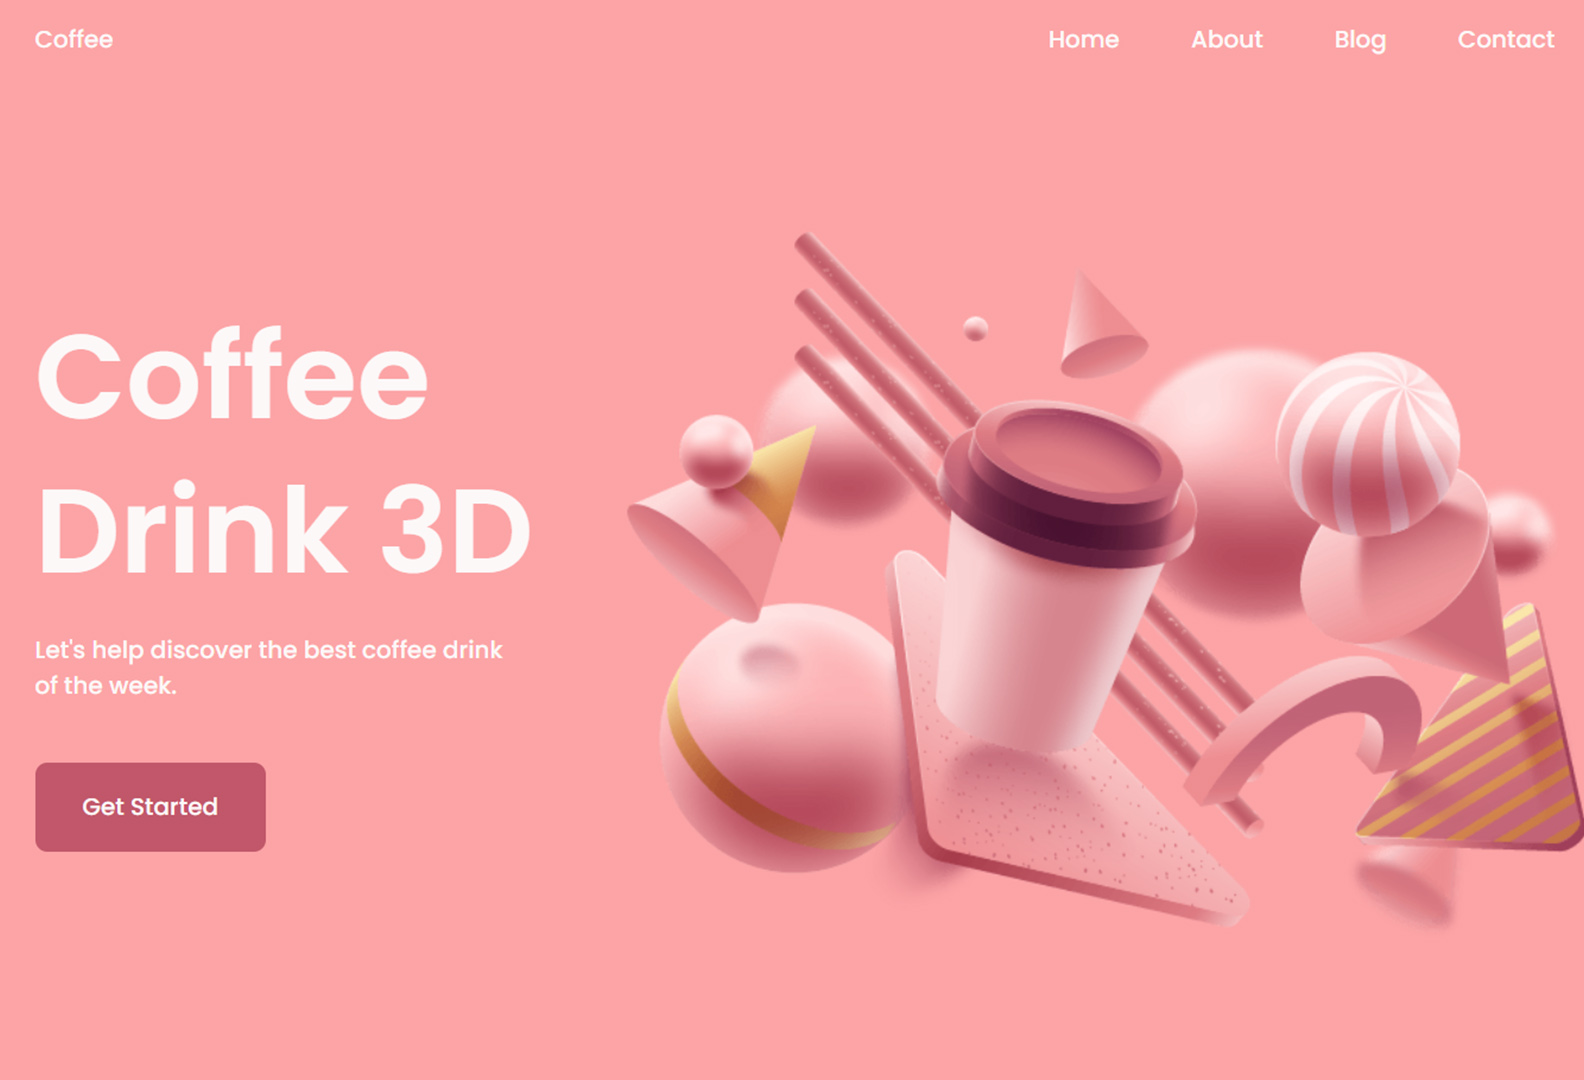 Coffee
Home About Blog Contact
Coffee
Drink 3D
Let's help discover the best coffee drink
of the week.
Get Started